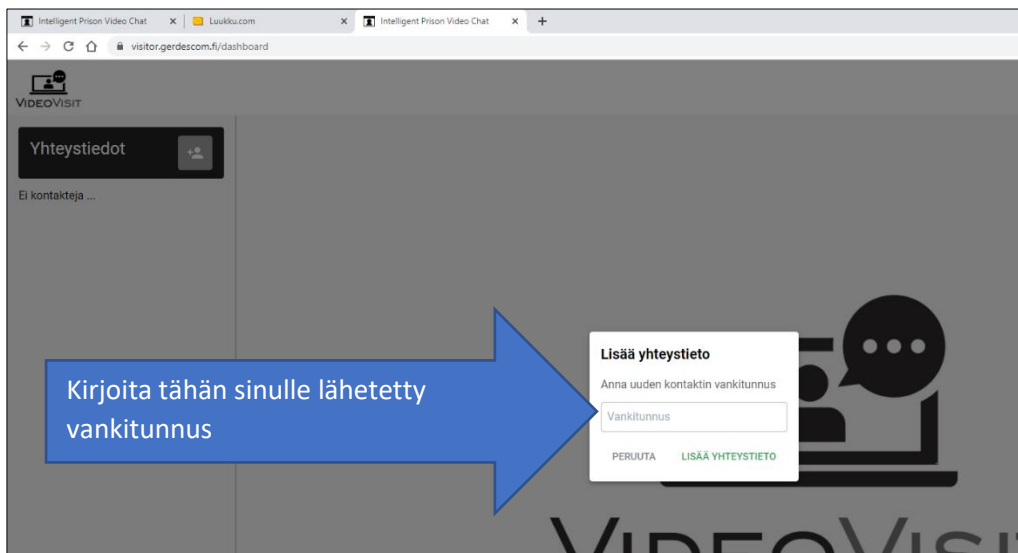 Intelligent Prison Video Chat
Luukku.com
Intelligent Prison Video Chat
visitor.gerdescom.fi/dashboard
VIDEOVISIT
Yhteystiedot
Ei kontakteja ...
Lisää yhteystieto
Anna uuden kontaktin vankitunnus
Vankitunnus
PERUUTA LISÄÄ YHTEYSTIETO
Kirjoita tähän sinulle lähetetty
vankitunnus
VIDEOVISI